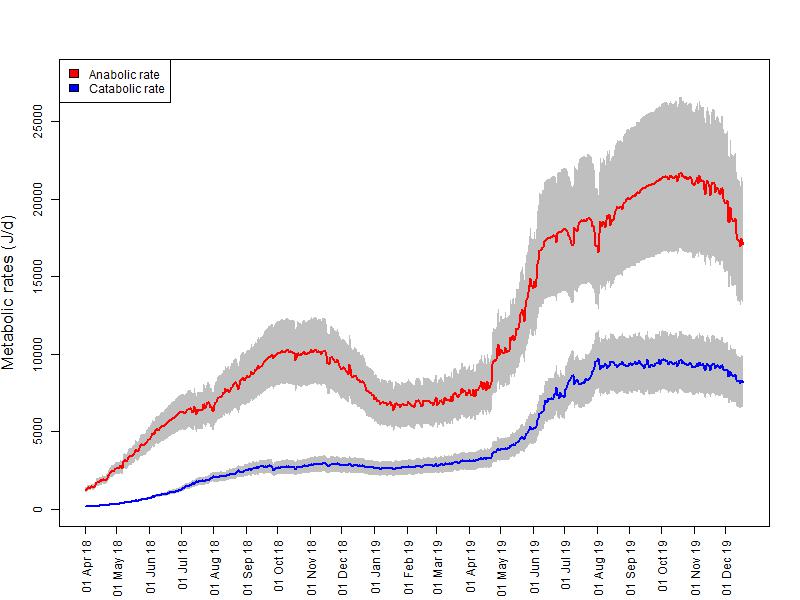 Anabolic rate
Catabolic rate
Metabolic rates (J/d)
25000
20000
15000
10000
5000
0
01 Apr 18
01 May 18
01 Jun 18
01 Jul 18
01 Aug 18
01 Sep 18
01 Oct 18
01 Nov 18
01 Dec 18
01 Jan 19
01 Feb 19
01 Mar 19
01 Apr 19
01 May 19
01 Jun 19
01 Jul 19
01 Aug 19
01 Sep 19
01 Oct 19
01 Nov 19
01 Dec 19